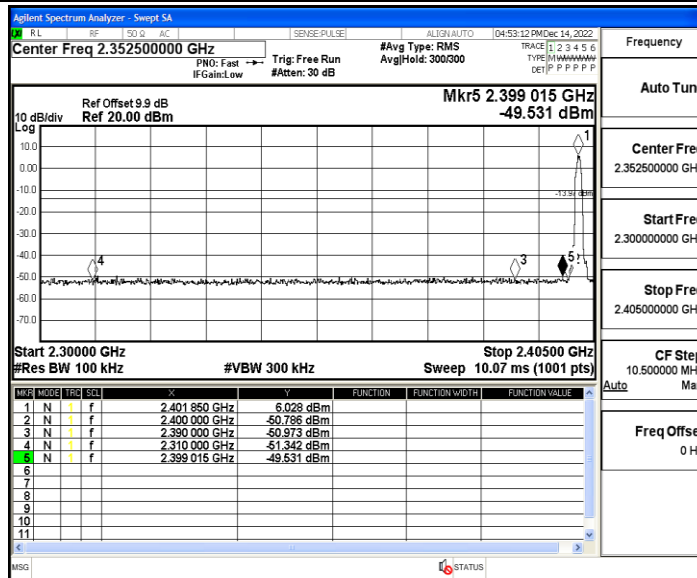 Agilent Spectrum Analyzer - Swept SA
RL RF 50 Ω AC SENSE:PULSE ALIGN AUTO 04:53:12 PM Dec 14, 2022
Center Freq 2.352500000 GHz
#Avg Type: RMS
TRACE 1 2 3 4 5 6
PNO: Fast Trig: Free Run Avg|Hold: 300/300
TYPE M WWWWW
IFGain:Low #Atten: 30 dB
DET P P P P P P
Mkr5 2.399 015 GHz
-49.531 dBm
Ref Offset 9.9 dB
10 dB/div Ref 20.00 dBm
Log
10.0
0.00
-10.0
-20.0
-30.0
-40.0
-50.0
-60.0
-70.0
1
-13.97 dBm
4 3 5
Start 2.30000 GHz Stop 2.40500 GHz
#Res BW 100 kHz #VBW 300 kHz Sweep 10.07 ms (1001 pts)
MKR MODE TRC SCL X Y FUNCTION FUNCTION WIDTH FUNCTION VALUE
1 N 1 f 2.401 850 GHz 6.028 dBm
2 N 1 f 2.400 000 GHz -50.786 dBm
3 N 1 f 2.390 000 GHz -50.973 dBm
4 N 1 f 2.310 000 GHz -51.342 dBm
5 N 1 f 2.399 015 GHz -49.531 dBm
6
7
8
9
10
11
MSG STATUS
Frequency
Auto Tun
Center Fre
2.352500000 GH
Start Fre
2.300000000 GH
Stop Fre
2.405000000 GH
CF Step
10.500000 MH
Auto Ma
Freq Offse
0 H